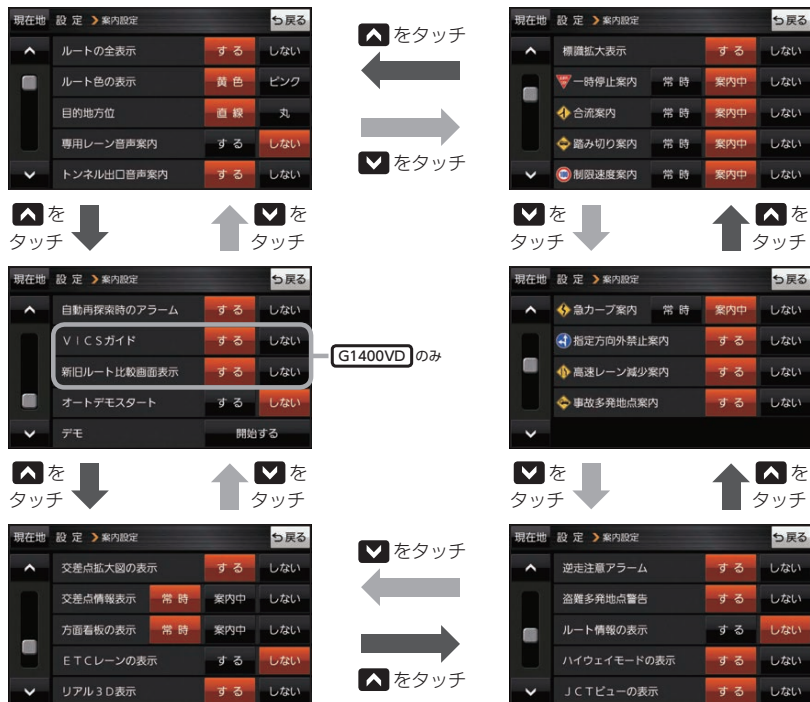 現在地 設 定 案内設定 戻る
ルートの全表示 す る しない
ルート色の表示 黄 色 ピンク
目的地方位 直 線 丸
専用レーン音声案内 す る しない
トンネル出口音声案内 す る しない
をタッチ
をタッチ
現在地 設 定 案内設定 戻る
標識拡大表示 す る しない
一時停止案内 常 時 案内中 しない
合流案内 常 時 案内中 しない
踏み切り案内 常 時 案内中 しない
制限速度案内 常 時 案内中 しない
を
タッチ
を
タッチ
を
タッチ
を
タッチ
現在地 設 定 案内設定 戻る
自動再探索時のアラーム す る しない
ＶＩＣＳガイド す る しない
新旧ルート比較画面表示 す る しない
オートデモスタート す る しない
デモ 開始する
G1400VD のみ
現在地 設 定 案内設定 戻る
急カーブ案内 常 時 案内中 しない
指定方向外禁止案内 す る しない
高速レーン減少案内 す る しない
事故多発地点案内 す る しない
を
タッチ
を
タッチ
を
タッチ
を
タッチ
現在地 設 定 案内設定 戻る
交差点拡大図の表示 す る しない
交差点情報表示 常 時 案内中 しない
方面看板の表示 常 時 案内中 しない
ＥＴＣレーンの表示 す る しない
リアル３Ｄ表示 す る しない
をタッチ
をタッチ
現在地 設 定 案内設定 戻る
逆走注意アラーム す る しない
盗難多発地点警告 す る しない
ルート情報の表示 す る しない
ハイウェイモードの表示 す る しない
ＪＣＴビューの表示 す る しない